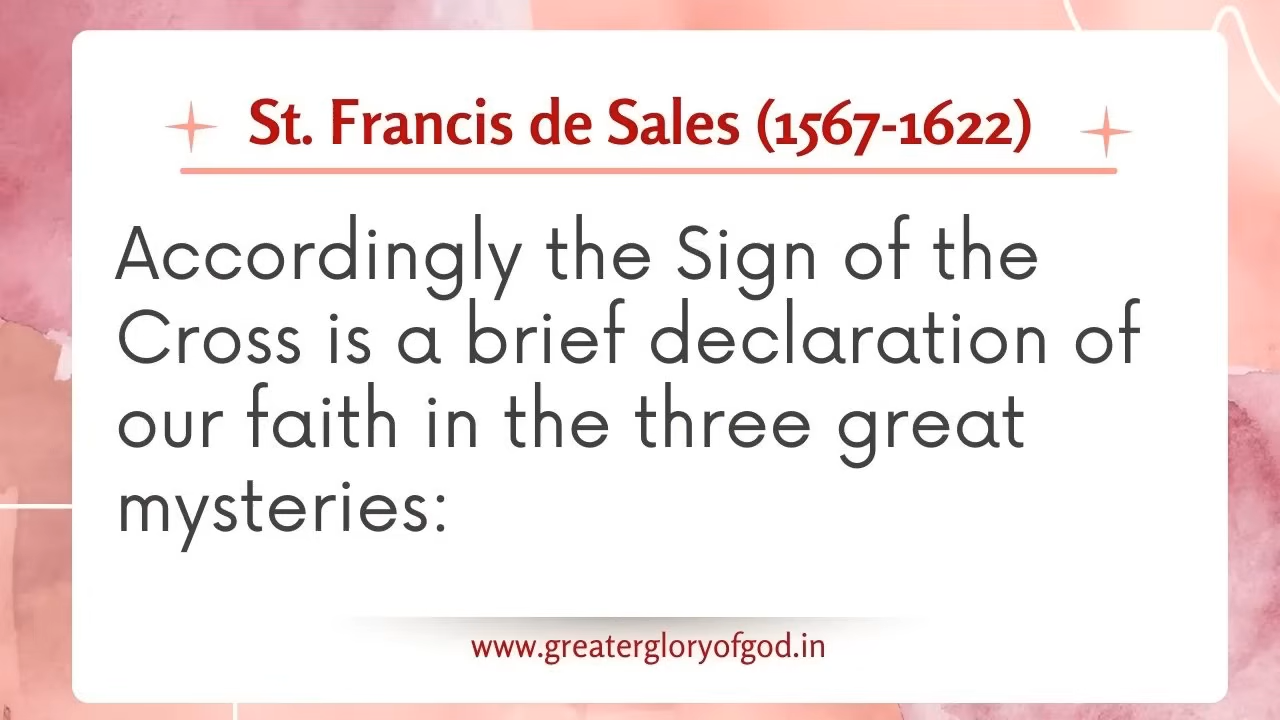 St. Francis de Sales (1567-1622)
Accordingly the Sign of the
Cross is a brief declaration of
our faith in the three great
mysteries:
www.greatergloryofgod.in